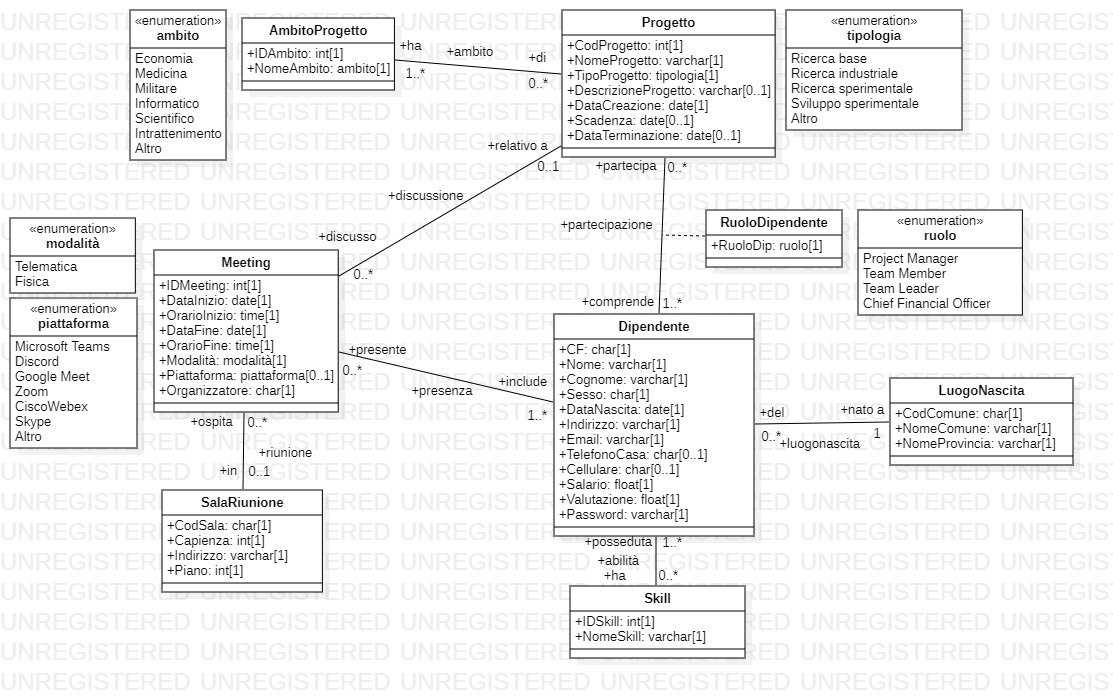 «enumeration»
ambito
Economia
Medicina
Militare
Informatico
Scientifico
Intrattenimento
Altro
AmbitoProgetto
+IDAmbito: int[1]
+NomeAmbito: ambito[1]
+ha
1..*
+ambito
+di
0..*
Progetto
+CodProgetto: int[1]
+NomeProgetto: varchar[1]
+TipoProgetto: tipologia[1]
+DescrizioneProgetto: varchar[0..1]
+DataCreazione: date[1]
+Scadenza: date[0..1]
+DataTerminazione: date[0..1]
«enumeration»
tipologia
Ricerca base
Ricerca industriale
Ricerca sperimentale
Sviluppo sperimentale
Altro
+relativo a
0..1
+discussione
+discusso
0..*
+partecipa
0..*
+partecipazione
+comprende
1..*
RuoloDipendente
+RuoloDip: ruolo[1]
«enumeration»
ruolo
Project Manager
Team Member
Team Leader
Chief Financial Officer
«enumeration»
modalità
Telematica
Fisica
«enumeration»
piattaforma
Microsoft Teams
Discord
Google Meet
Zoom
CiscoWebex
Skype
Altro
Meeting
+IDMeeting: int[1]
+DataInizio: date[1]
+OrarioInizio: time[1]
+DataFine: date[1]
+OrarioFine: time[1]
+Modalità: modalità[1]
+Piattaforma: piattaforma[0..1]
+Organizzatore: char[1]
+presente
0..*
+presenza
+include
1..*
Dipendente
+CF: char[1]
+Nome: varchar[1]
+Cognome: varchar[1]
+Sesso: char[1]
+DataNascita: date[1]
+Indirizzo: varchar[1]
+Email: varchar[1]
+TelefonoCasa: char[0..1]
+Cellulare: char[0..1]
+Salario: float[1]
+Valutazione: float[1]
+Password: varchar[1]
+del
0..*
+luogonascita
+nato a
1
LuogoNascita
+CodComune: char[1]
+NomeComune: varchar[1]
+NomeProvincia: varchar[1]
+ospita
0..*
+riunione
+in
0..1
SalaRiunione
+CodSala: char[1]
+Capienza: int[1]
+Indirizzo: varchar[1]
+Piano: int[1]
+posseduta
1..*
+abilità
+ha
0..*
Skill
+IDSkill: int[1]
+NomeSkill: varchar[1]
UNREGISTERED